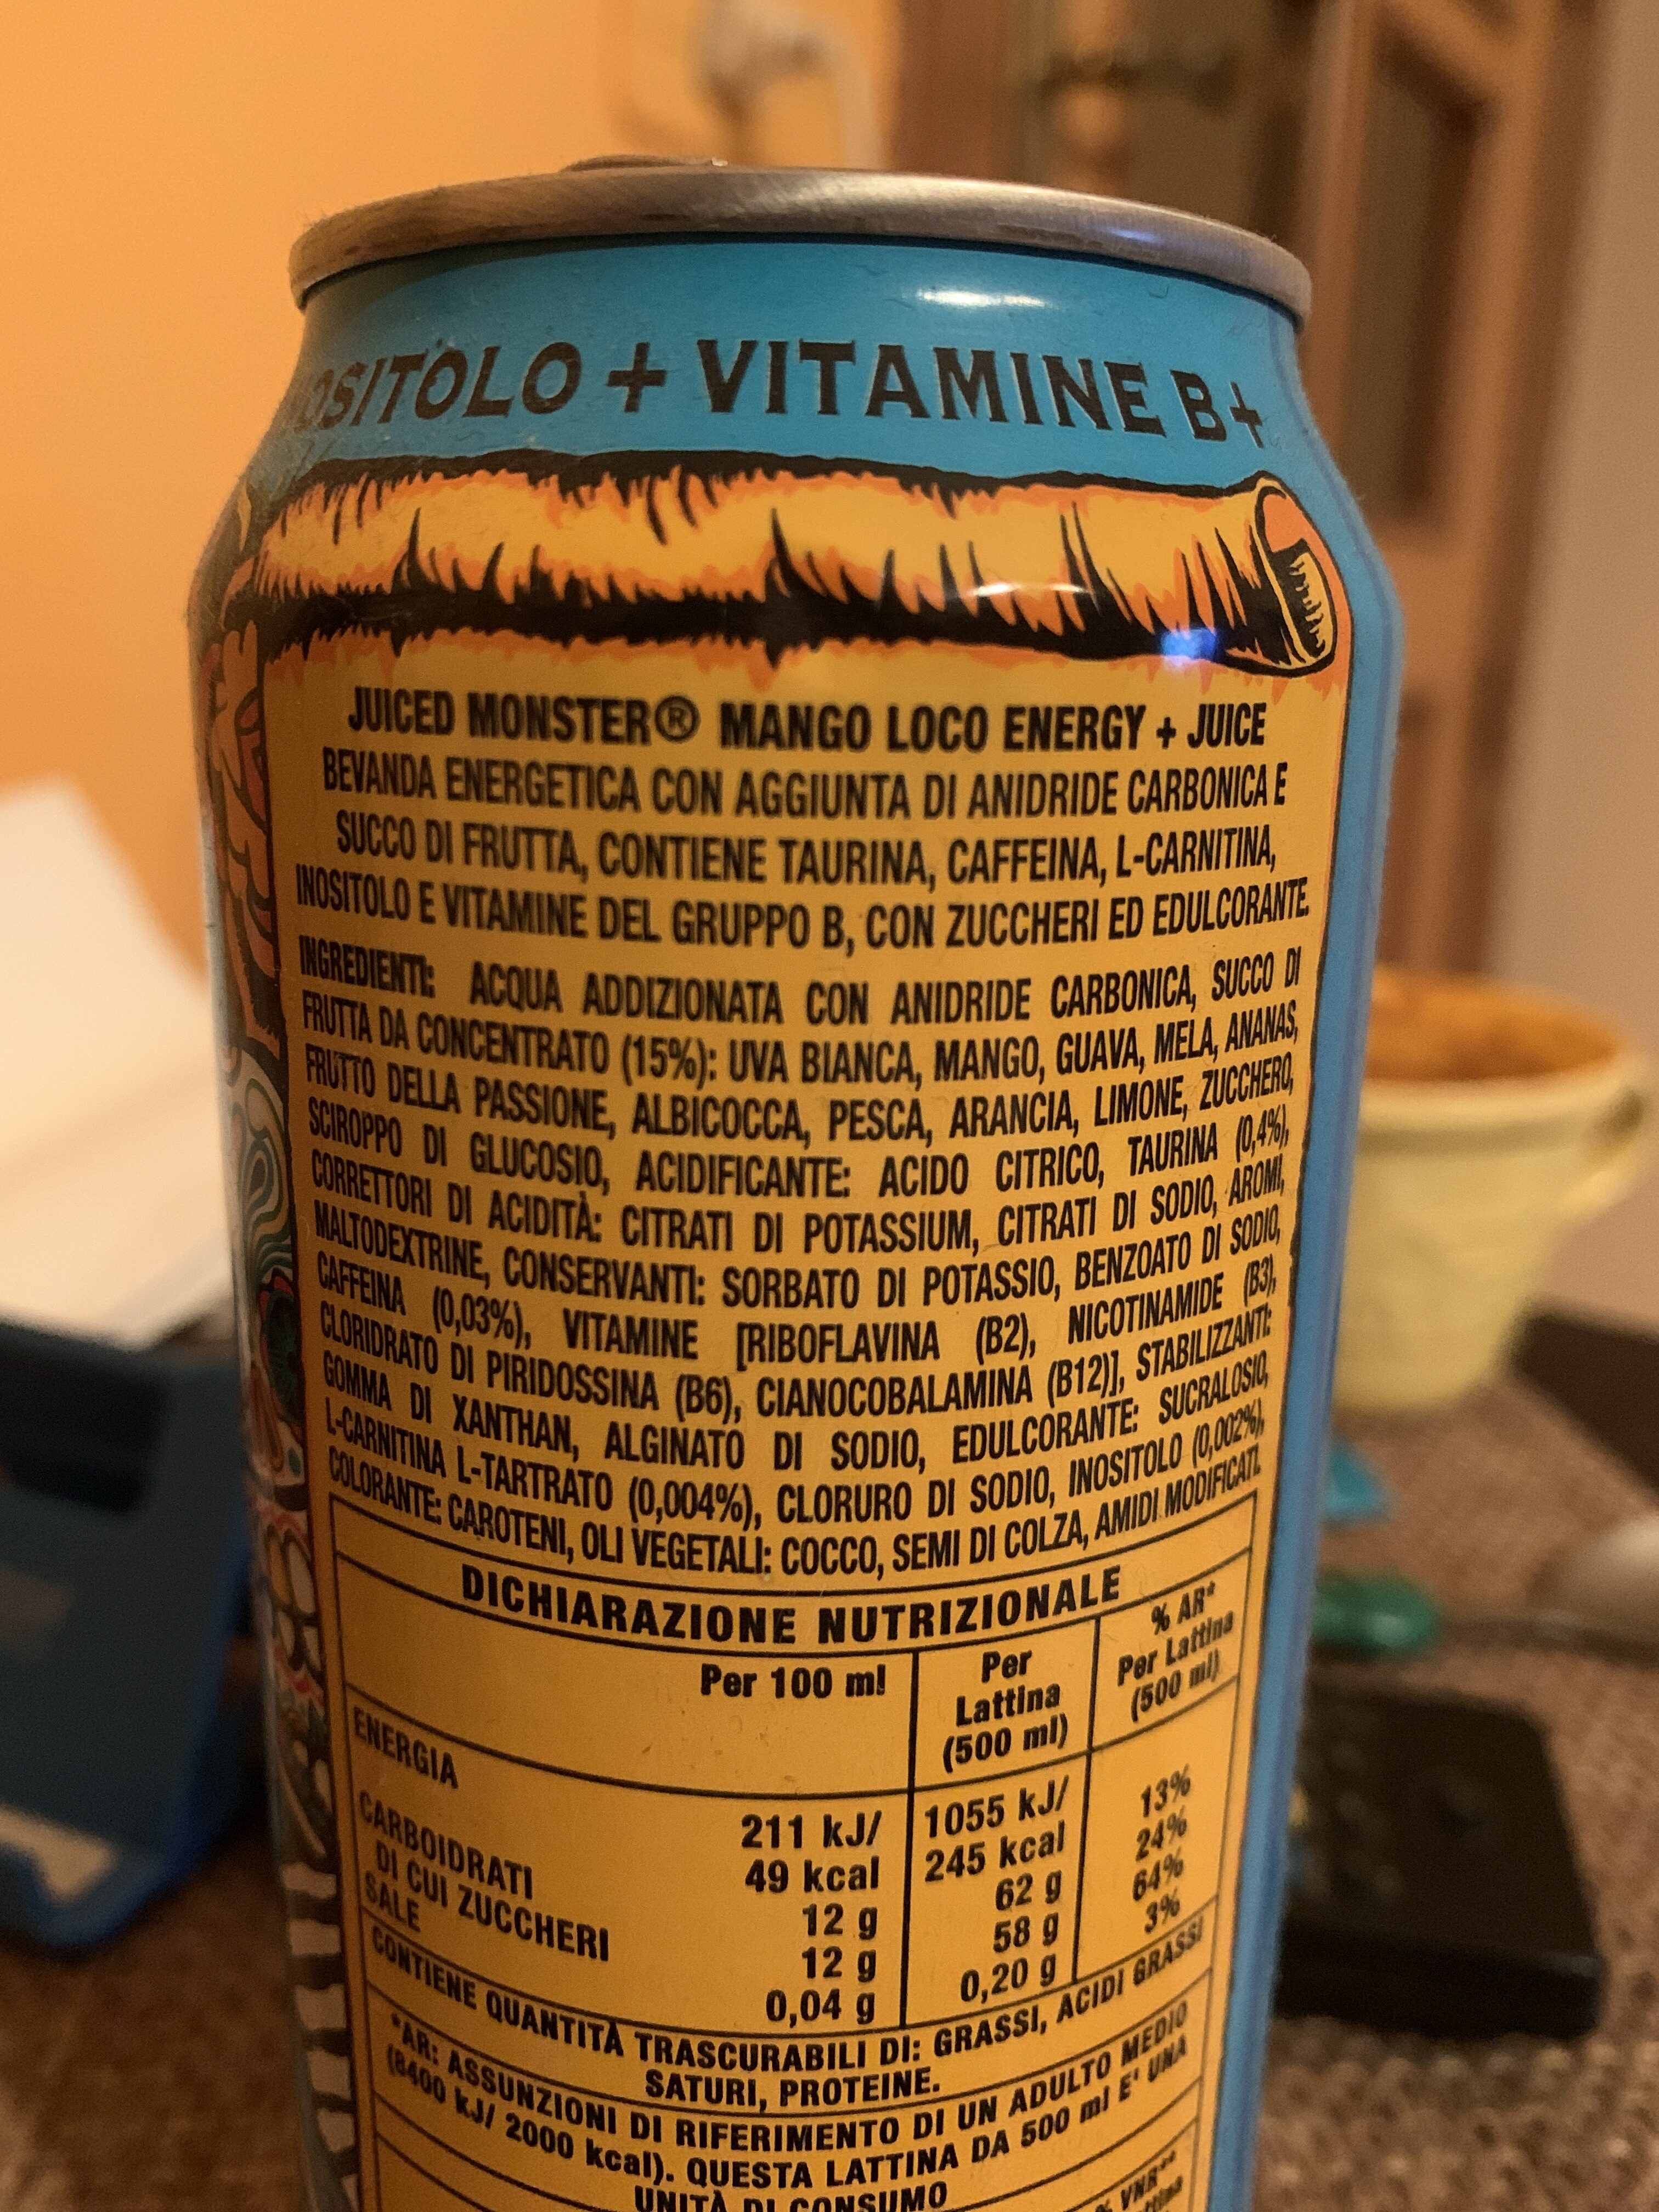 OSITOLO + VITAMINE B+
JUICED MONSTER® MANGO LOCO ENERGY + JUICE
BEVANDA ENERGETICA CON AGGIUNTA DI ANIDRIDE CARBONICA E
SUCCO DI FRUTTA, CONTIENE TAURINA, CAFFEINA, L-CARNITINA,
INOSITOLO E VITAMINE DEL GRUPPO B, CON ZUCCHERI ED EDULCORANTE.
INGREDIENTI: ACQUA ADDIZIONATA CON ANIDRIDE CARBONICA, SUCCO DI
FRUTTA DA CONCENTRATO (15%): UVA BIANCA, MANGO, GUAVA, MELA, ANANAS,
FRUTTO DELLA PASSIONE, ALBICOCCA, PESCA, ARANCIA, LIMONE, ZUCCHERO,
SCIROPPO DI GLUCOSIO, ACIDIFICANTE: ACIDO CITRICO, TAURINA (0,4%),
CORRETTORI DI ACIDITÀ: CITRATI DI POTASSIUM, CITRATI DI SODIO, AROMI,
MALTODEXTRINE, CONSERVANTI: SORBATO DI POTASSIO, BENZOATO DI SODIO,
CAFFEINA (0,03%), VITAMINE [RIBOFLAVINA (B2), NICOTINAMIDE (B3),
CLORIDRATO DI PIRIDOSSINA (B6), CIANOCOBALAMINA (B12)], STABILIZZANTI:
GOMMA DI XANTHAN, ALGINATO DI SODIO, EDULCORANTE: SUCRALOSIO,
L-CARNITINA L-TARTRATO (0,004%), CLORURO DI SODIO, INOSITOLO (0,002%),
COLORANTE: CAROTENI, OLI VEGETALI: COCCO, SEMI DI COLZA, AMIDI MODIFICATI.
DICHIARAZIONE NUTRIZIONALE
Per 100 ml Per Lattina (500 ml) % AR* Per Lattina (500 ml)
ENERGIA 211 kJ/ 1055 kJ/ 13%
49 kcal 245 kcal
CARBOIDRATI 12 g 62 g 24%
DI CUI ZUCCHERI 12 g 58 g 64%
SALE 0,04 g 0,20 g 3%
CONTIENE QUANTITÀ TRASCURABILI DI: GRASSI, ACIDI GRASSI
SATURI, PROTEINE.
*AR: ASSUNZIONI DI RIFERIMENTO DI UN ADULTO MEDIO
(8400 kJ/ 2000 kcal). QUESTA LATTINA DA 500 ml E' UNA
UNITÀ DI CONSUMO
% VNR**